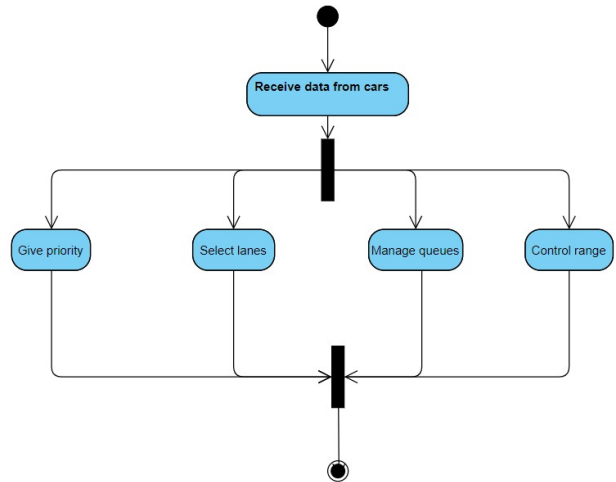 Receive data from cars
Give priority
Select lanes
Manage queues
Control range